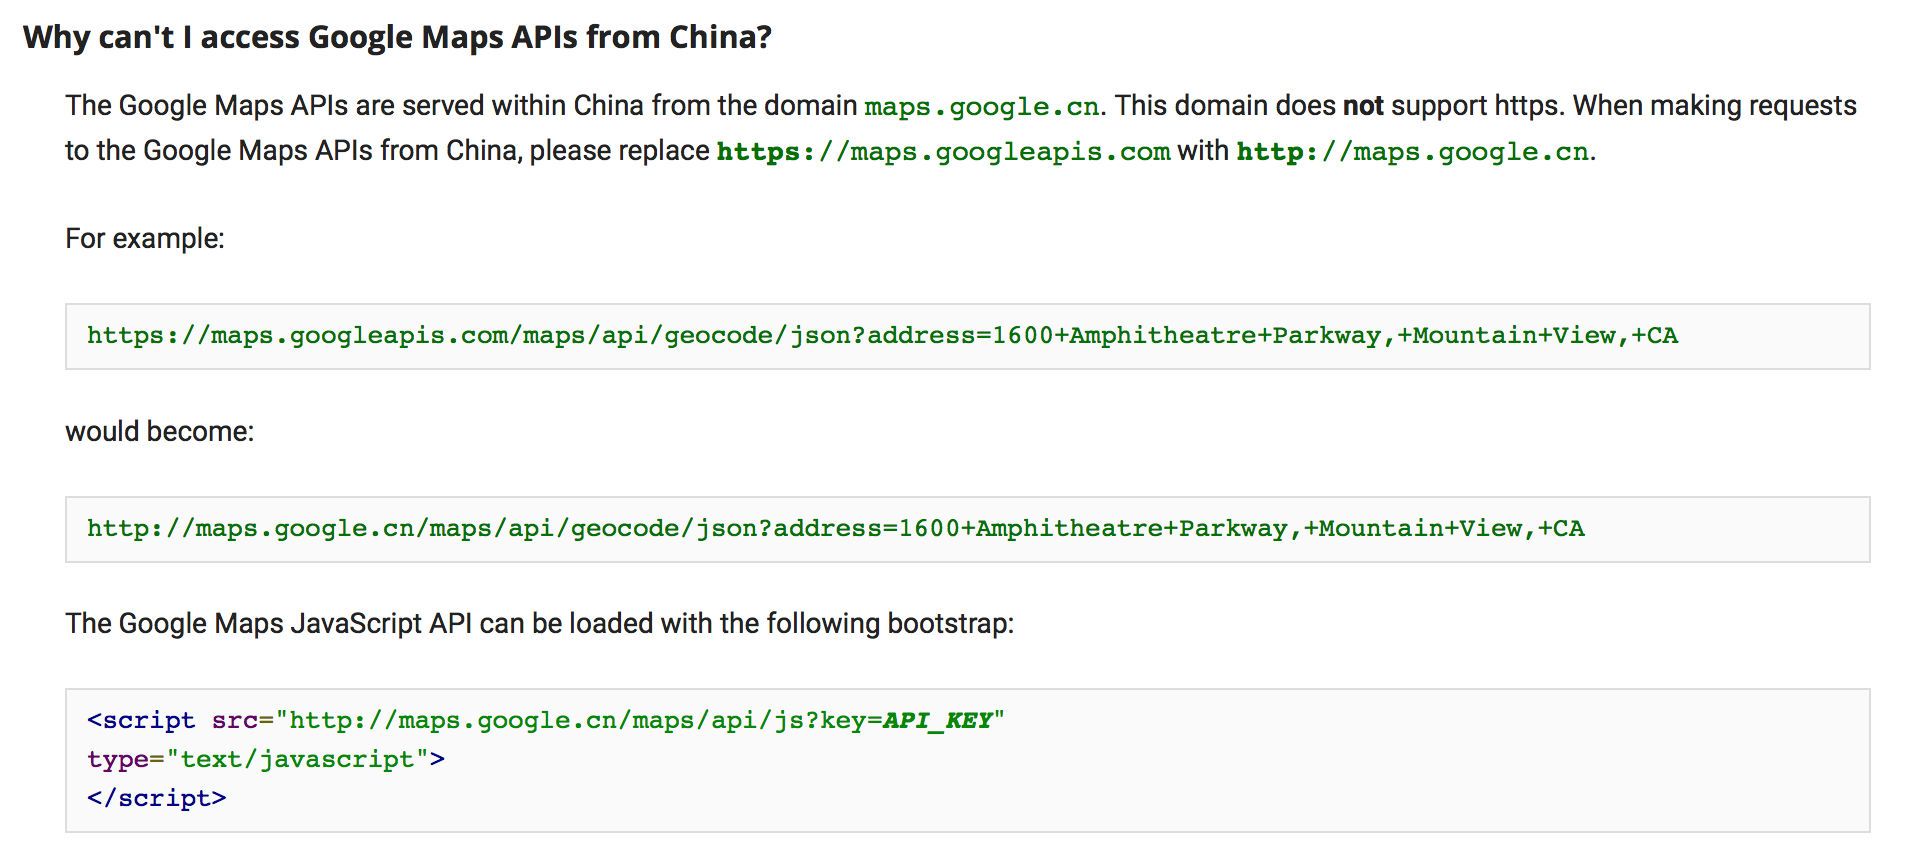 Why can't I access Google Maps APIs from China?
The Google Maps APIs are served within China from the domain maps.google.cn. This domain does not support https. When making requests
to the Google Maps APIs from China, please replace https://maps.googleapis.com with http://maps.google.cn.
For example:
https://maps.googleapis.com/maps/api/geocode/json?address=1600+Amphitheatre+Parkway,+Mountain+View,+CA
would become:
http://maps.google.cn/maps/api/geocode/json?address=1600+Amphitheatre+Parkway,+Mountain+View,+CA
The Google Maps JavaScript API can be loaded with the following bootstrap:
<script src="http://maps.google.cn/maps/api/js?key=API_KEY"
type="text/javascript">
</script>